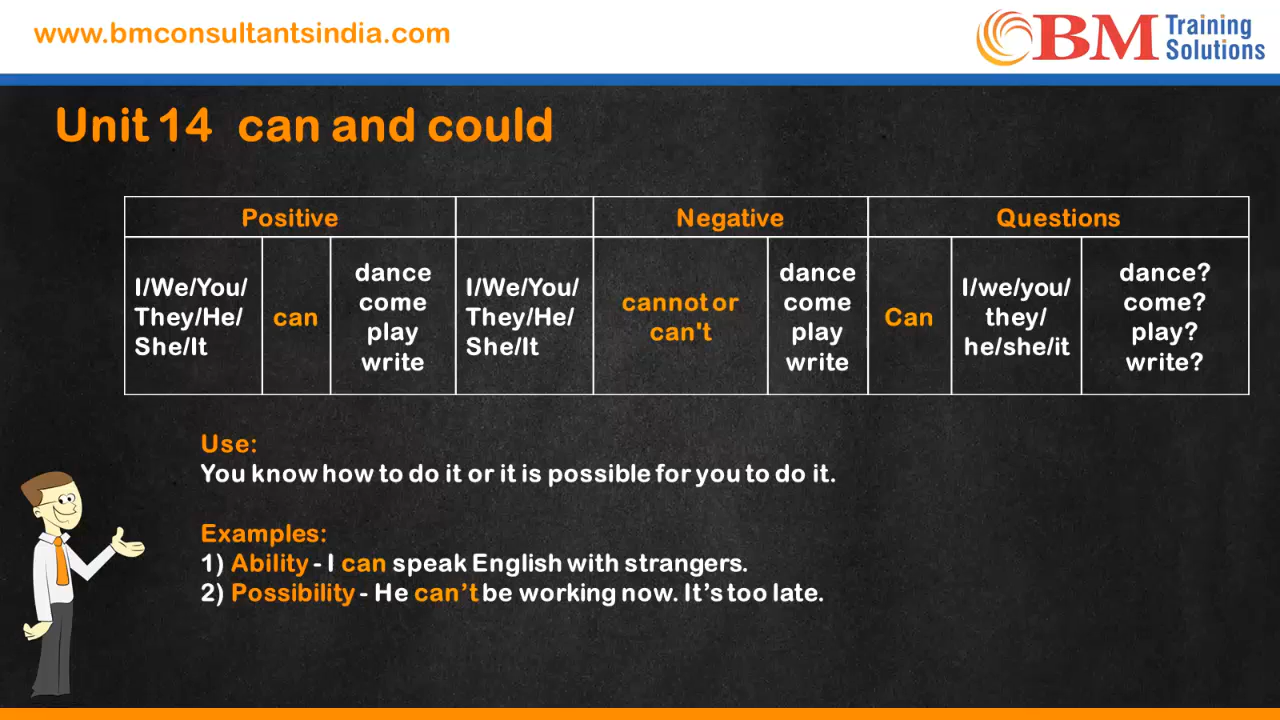 www.bmconsultantsindia.com
BM Training
Solutions
Unit 14 can and could
Positive
Negative
Questions
I/We/You/
They/He/
She/It
can
dance
come
play
write
I/We/You/
They/He/
She/It
cannot or
can't
dance
come
play
write
Can
I/we/you/
they/
he/she/it
dance?
come?
play?
write?
Use:
You know how to do it or it is possible for you to do it.
Examples:
1) Ability - I can speak English with strangers.
2) Possibility - He can’t be working now. It’s too late.